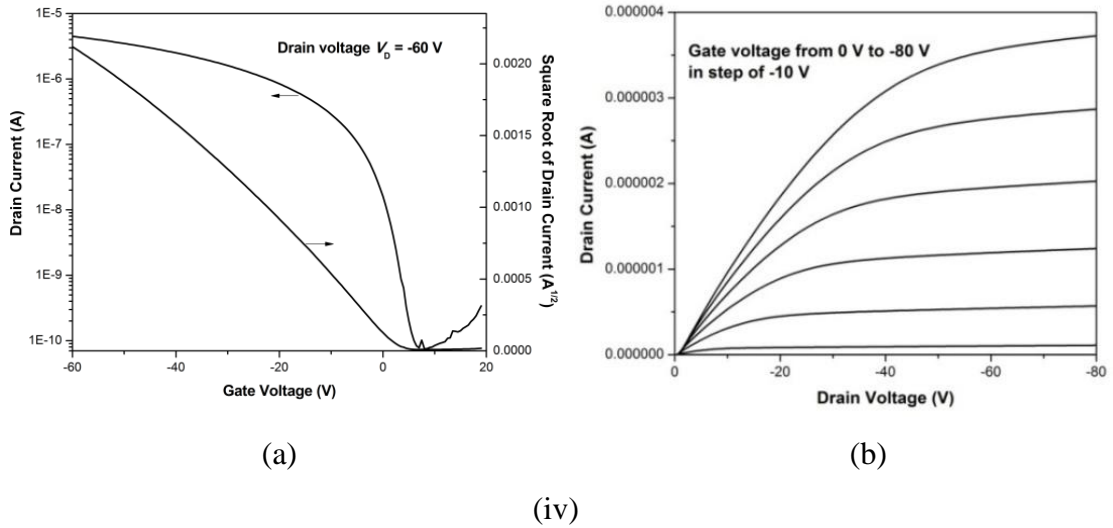 Drain voltage V_D = -60 V
1E-5
1E-6
1E-7
1E-8
1E-9
1E-10
Drain Current (A)
0.0020
0.0015
0.0010
0.0005
0.0000
Square Root of Drain Current (A^1/2)
-60
-40
-20
0
20
Gate Voltage (V)
(a)
Gate voltage from 0 V to -80 V
in step of -10 V
0.000004
0.000003
0.000002
0.000001
0.000000
Drain Current (A)
0
-20
-40
-60
-80
Drain Voltage (V)
(b)
(iv)